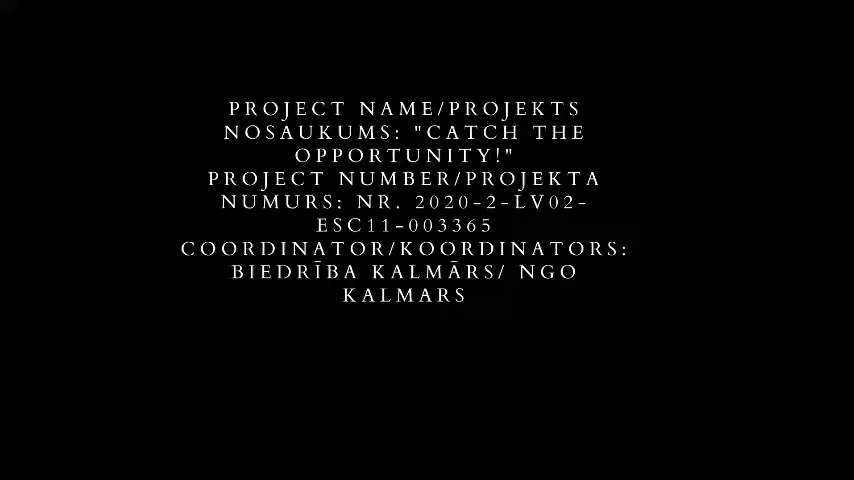 PROJECT NAME/PROJEKTS
NOSAUKUMS: "CATCH THE
OPPORTUNITY!"
PROJECT NUMBER/PROJEKTA
NUMURS: NR. 2020-2-LV02-
ESC11-003365
COORDINATOR/KOORDINATORS:
BIEDRĪBA KALMĀRS/ NGO
KALMARS